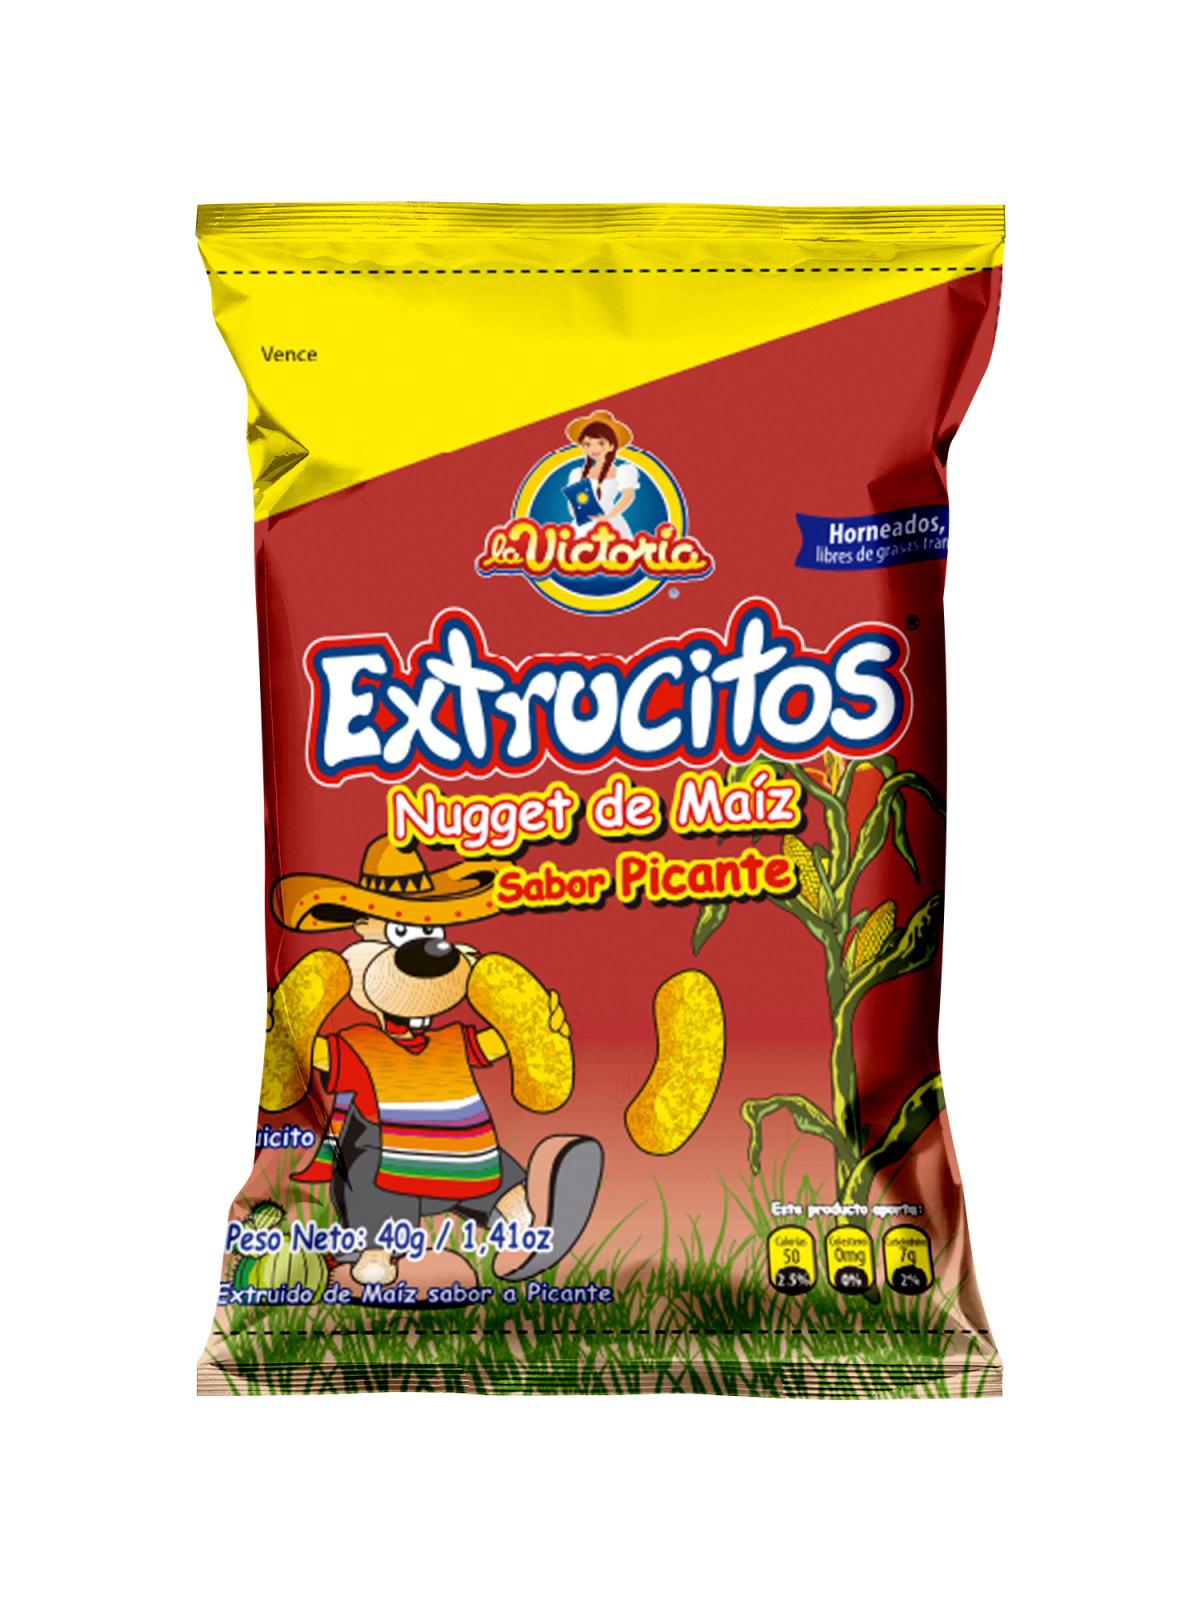 Vence
la Victoria
®
Horneados,
libres de grasas tran
Extrucitos
®
Nugget de Maíz
Sabor Picante
uicito
Este producto aporta:
Calorías
50
2.5%
Colesterol
0mg
0%
Carbohidratos
7g
2%
Peso Neto: 40g / 1,41oz
Extruido de Maíz sabor a Picante